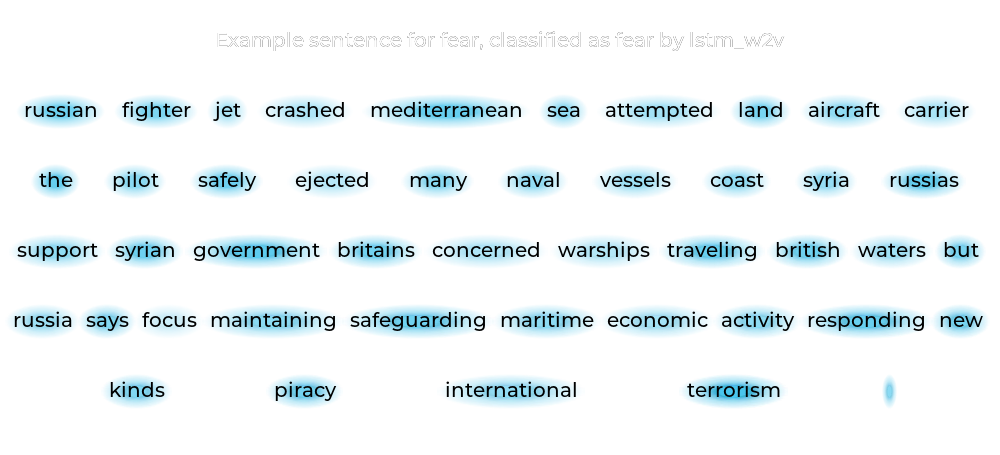 Example sentence for fear, classified as fear by lstm_w2v
russian fighter jet crashed mediterranean sea attempted land aircraft carrier
the pilot safely ejected many naval vessels coast syria russias
support syrian government britains concerned warships traveling british waters but
russia says focus maintaining safeguarding maritime economic activity responding new
kinds piracy international terrorism